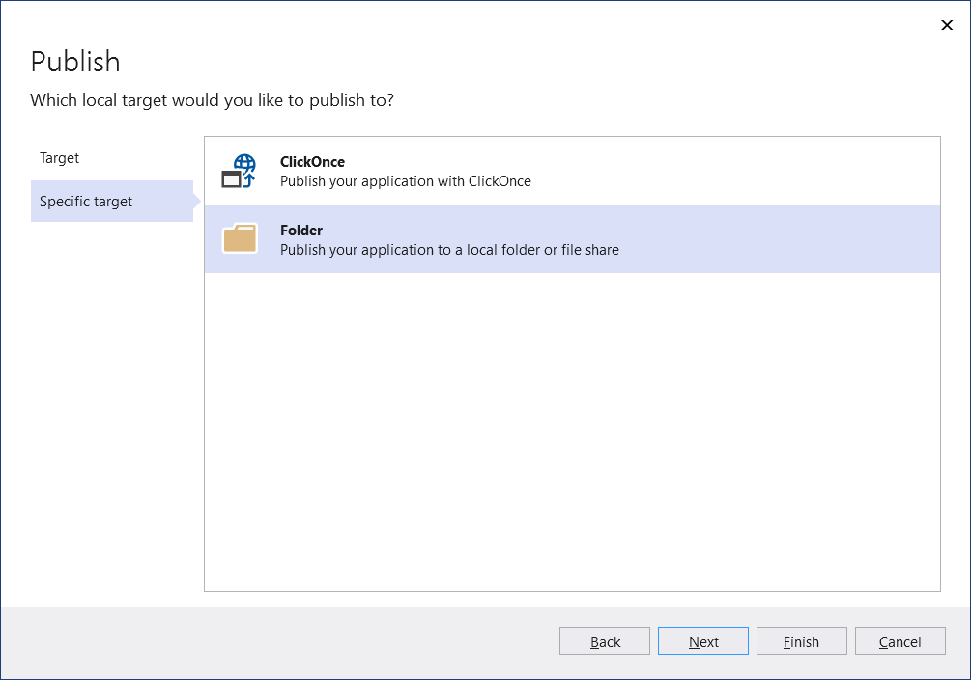 Publish
Which local target would you like to publish to?
Target
Specific target
ClickOnce
Publish your application with ClickOnce
Folder
Publish your application to a local folder or file share
Back
Next
Finish
Cancel